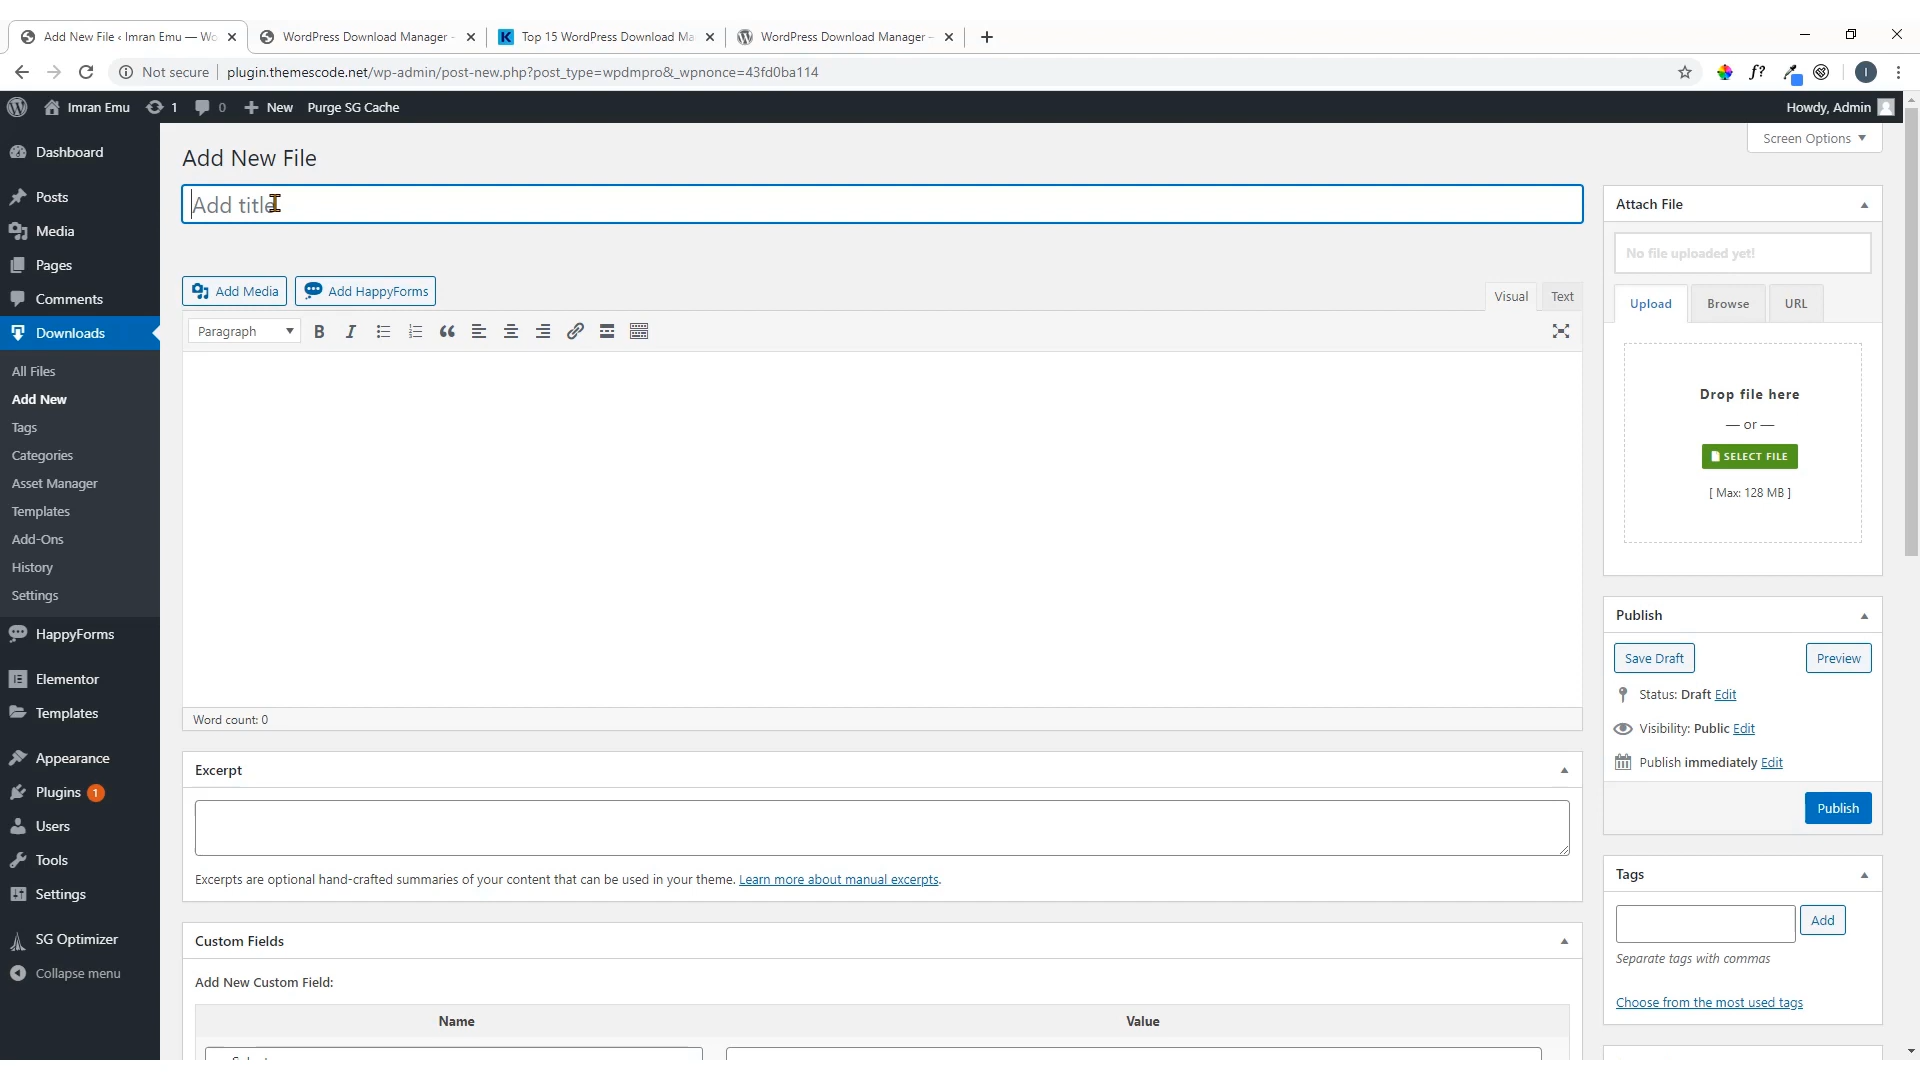 Add New File ‹ Imran Emu — Wo
WordPress Download Manager -
Top 15 WordPress Download Ma
WordPress Download Manager –
Not secure
plugin.themescode.net/wp-admin/post-new.php?post_type=wpdmpro&_wpnonce=43fd0ba114
f?
I
Imran Emu
1
0
New
Purge SG Cache
Howdy, Admin
Dashboard
Posts
Media
Pages
Comments
Downloads
All Files
Add New
Tags
Categories
Asset Manager
Templates
Add-Ons
History
Settings
HappyForms
Elementor
Templates
Appearance
Plugins 1
Users
Tools
Settings
SG Optimizer
Collapse menu
Screen Options
Add New File
Add title
Add Media
Add HappyForms
Visual
Text
Paragraph
Word count: 0
Excerpt
Excerpts are optional hand-crafted summaries of your content that can be used in your theme. Learn more about manual excerpts.
Custom Fields
Add New Custom Field:
Name
Value
Attach File
No file uploaded yet!
Upload
Browse
URL
Drop file here
— or —
SELECT FILE
[ Max: 128 MB ]
Publish
Save Draft
Preview
Status: Draft Edit
Visibility: Public Edit
Publish immediately Edit
Publish
Tags
Add
Separate tags with commas
Choose from the most used tags